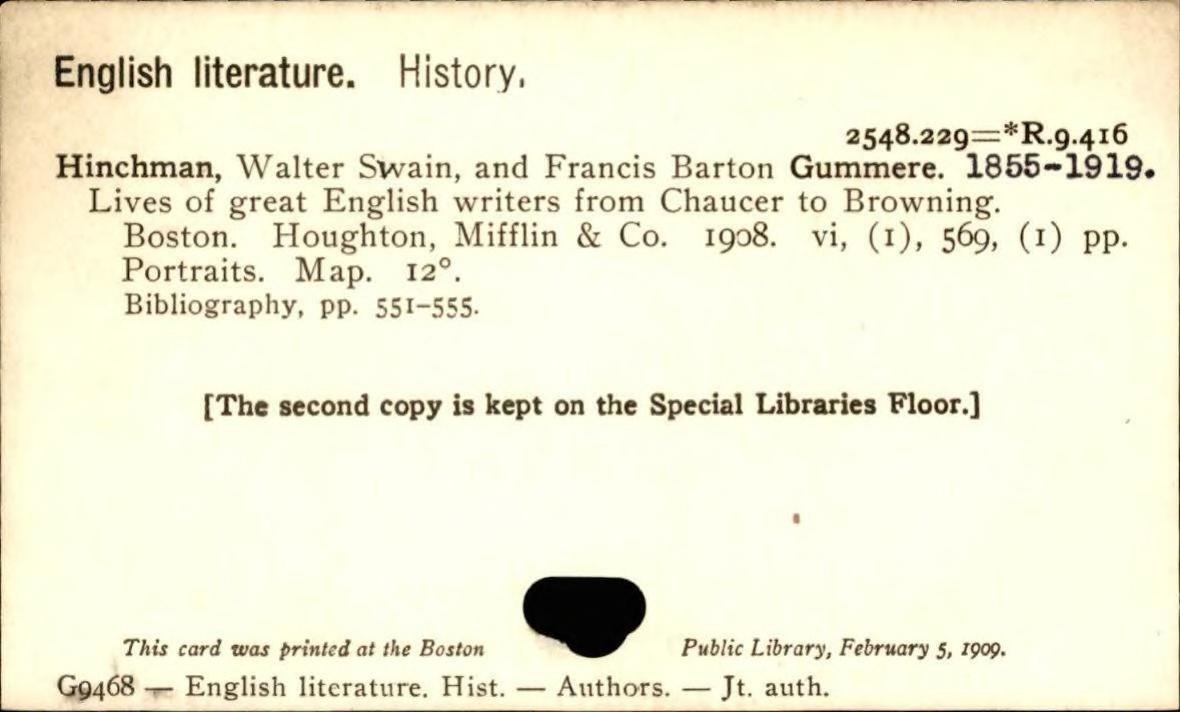 English literature. History.
2548.229=*R.9.416
Hinchman, Walter Swain, and Francis Barton Gummere. 1855-1919.
Lives of great English writers from Chaucer to Browning.
Boston. Houghton, Mifflin & Co. 1908. vi, (1), 569, (1) pp.
Portraits. Map. 12°.
Bibliography, pp. 551-555.
[The second copy is kept on the Special Libraries Floor.]
This card was printed at the Boston Public Library, February 5, 1909.
G9468 — English literature. Hist. — Authors. — Jt. auth.